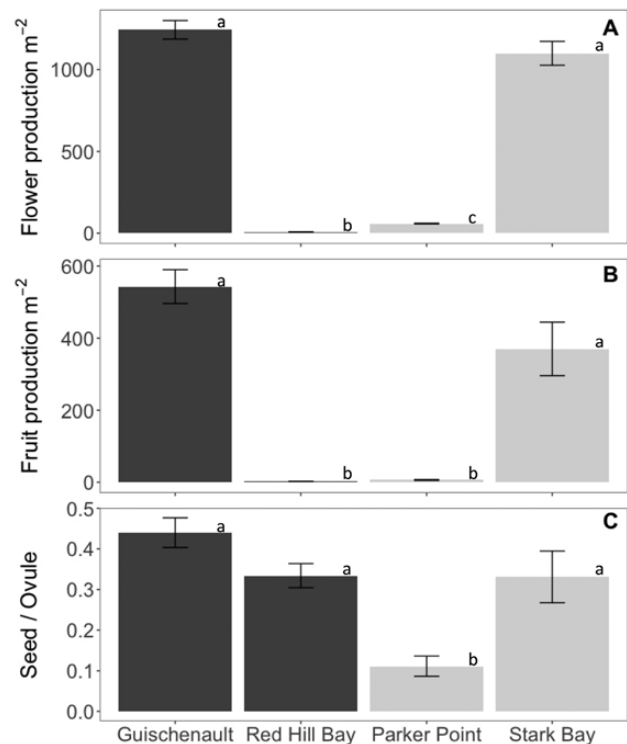 A
Flower production m⁻²
1000
500
0
a
b
c
a
B
Fruit production m⁻²
600
400
200
0
a
b
b
a
C
Seed / Ovule
0.5
0.4
0.3
0.2
0.1
0.0
a
a
b
a
Guischenault Red Hill Bay Parker Point Stark Bay